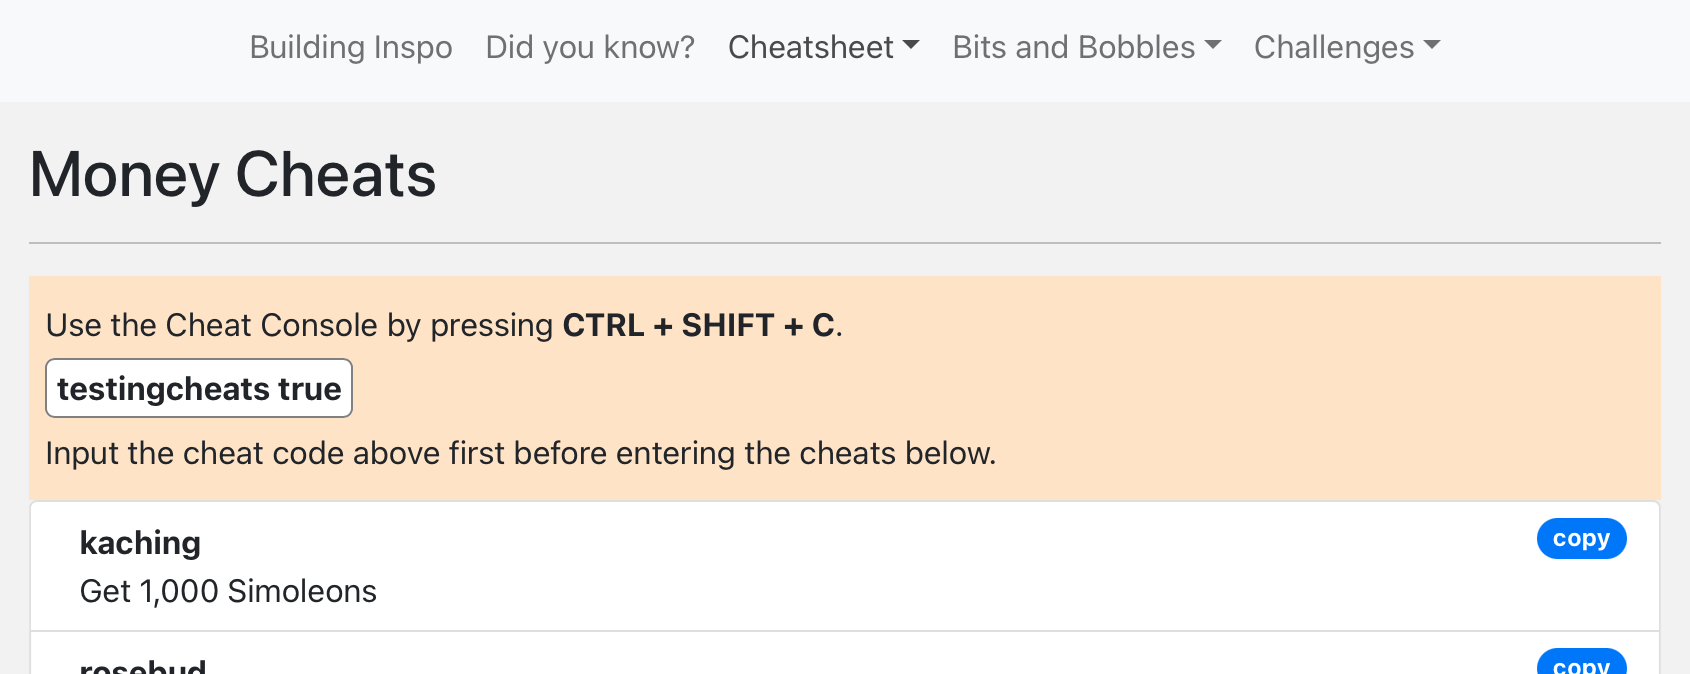 Building Inspo Did you know? Cheatsheet Bits and Bobbles Challenges
Money Cheats
Use the Cheat Console by pressing CTRL + SHIFT + C.
testingcheats true
Input the cheat code above first before entering the cheats below.
kaching copy
Get 1,000 Simoleons
rosebud copy